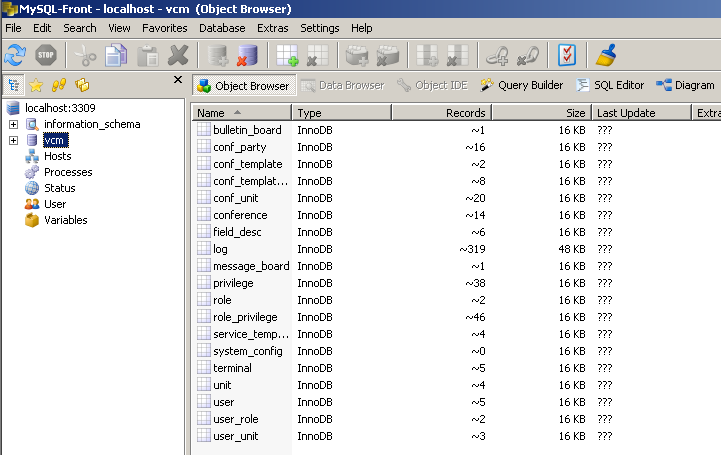 MySQL-Front - localhost - vcm (Object Browser)
File Edit Search View Favorites Database Extras Settings Help
Object Browser Data Browser Object IDE Query Builder SQL Editor Diagram
localhost:3309
information_schema
vcm
Hosts
Processes
Status
User
Variables
Name Type Records Size Last Update Extra
bulletin_board InnoDB ~1 16 KB ???
conf_party InnoDB ~16 16 KB ???
conf_template InnoDB ~2 16 KB ???
conf_templat... InnoDB ~8 16 KB ???
conf_unit InnoDB ~20 16 KB ???
conference InnoDB ~14 16 KB ???
field_desc InnoDB ~6 16 KB ???
log InnoDB ~319 48 KB ???
message_board InnoDB ~1 16 KB ???
privilege InnoDB ~38 16 KB ???
role InnoDB ~2 16 KB ???
role_privilege InnoDB ~46 16 KB ???
service_temp... InnoDB ~4 16 KB ???
system_config InnoDB ~0 16 KB ???
terminal InnoDB ~5 16 KB ???
unit InnoDB ~4 16 KB ???
user InnoDB ~5 16 KB ???
user_role InnoDB ~2 16 KB ???
user_unit InnoDB ~3 16 KB ???